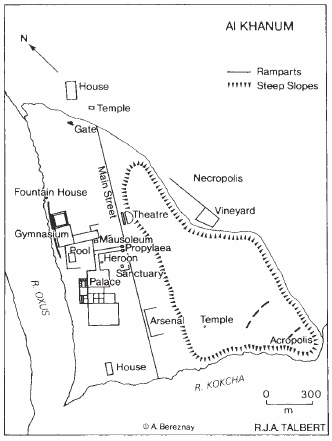 AI KHANUM
N
Ramparts
Steep Slopes
House
Temple
Gate
Main Street
Necropolis
Fountain House
Theatre
Vineyard
Gymnasium
Mausoleum
Pool
Propylaea
Heroon
Sanctuary
Palace
R. OXUS
Arsenal
Temple
Acropolis
House
R. KOKCHA
0 300
m
© A. Bereznay
R.J.A. TALBERT